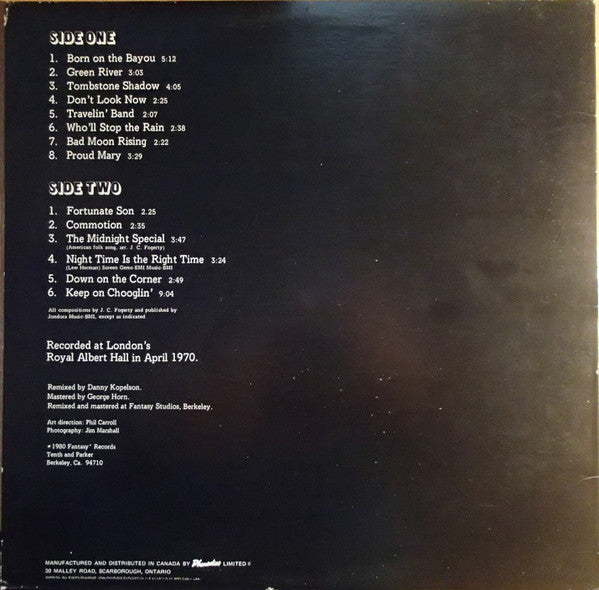 SIDE ONE
1. Born on the Bayou 5:12
2. Green River 3:03
3. Tombstone Shadow 4:05
4. Don't Look Now 2:25
5. Travelin' Band 2:07
6. Who'll Stop the Rain 2:38
7. Bad Moon Rising 2:22
8. Proud Mary 3:29
SIDE TWO
1. Fortunate Son 2.25
2. Commotion 2:35
3. The Midnight Special 3:47
(American folk song, arr. J. C. Fogerty)
4. Night Time Is the Right Time 3:24
(Lew Herman) Screen Gems-EMI Music-BMI
5. Down on the Corner 2:49
6. Keep on Chooglin' 9:04
All compositions by J. C. Fogerty and published by
Jondora Music-BMI, except as indicated
Recorded at London's
Royal Albert Hall in April 1970.
Remixed by Danny Kopelson.
Mastered by George Horn.
Remixed and mastered at Fantasy Studios, Berkeley.
Art direction: Phil Carroll
Photography: Jim Marshall
1980 Fantasy Records
Tenth and Parker
Berkeley, Ca. 94710
MANUFACTURED AND DISTRIBUTED IN CANADA BY Phonodisc LIMITED
30 MALLEY ROAD, SCARBOROUGH, ONTARIO